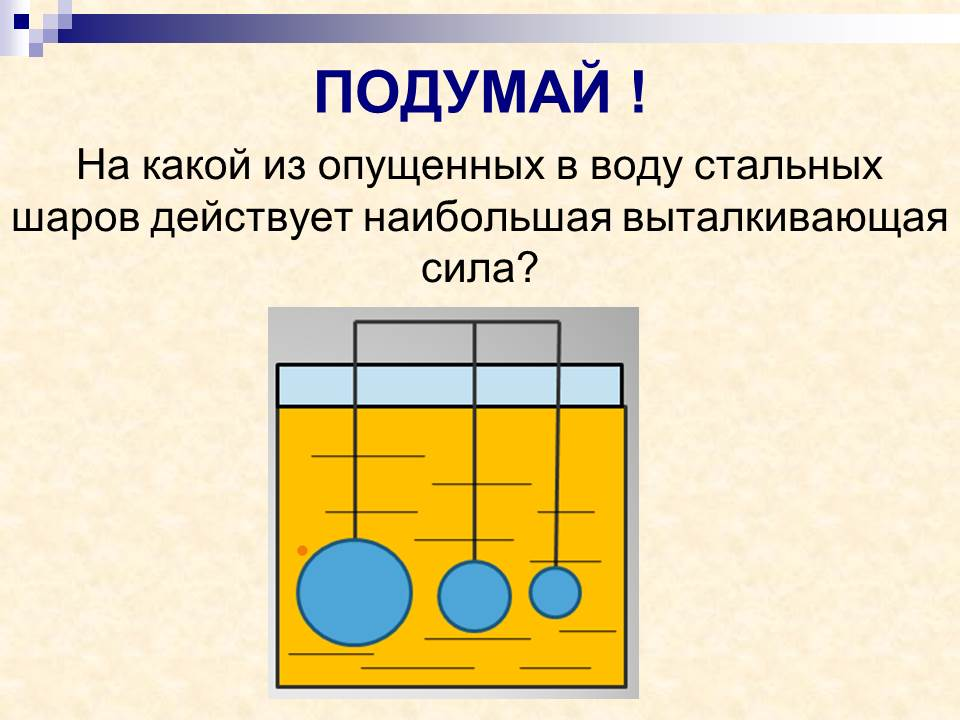 ПОДУМАЙ !
На какой из опущенных в воду стальных
шаров действует наибольшая выталкивающая
сила?